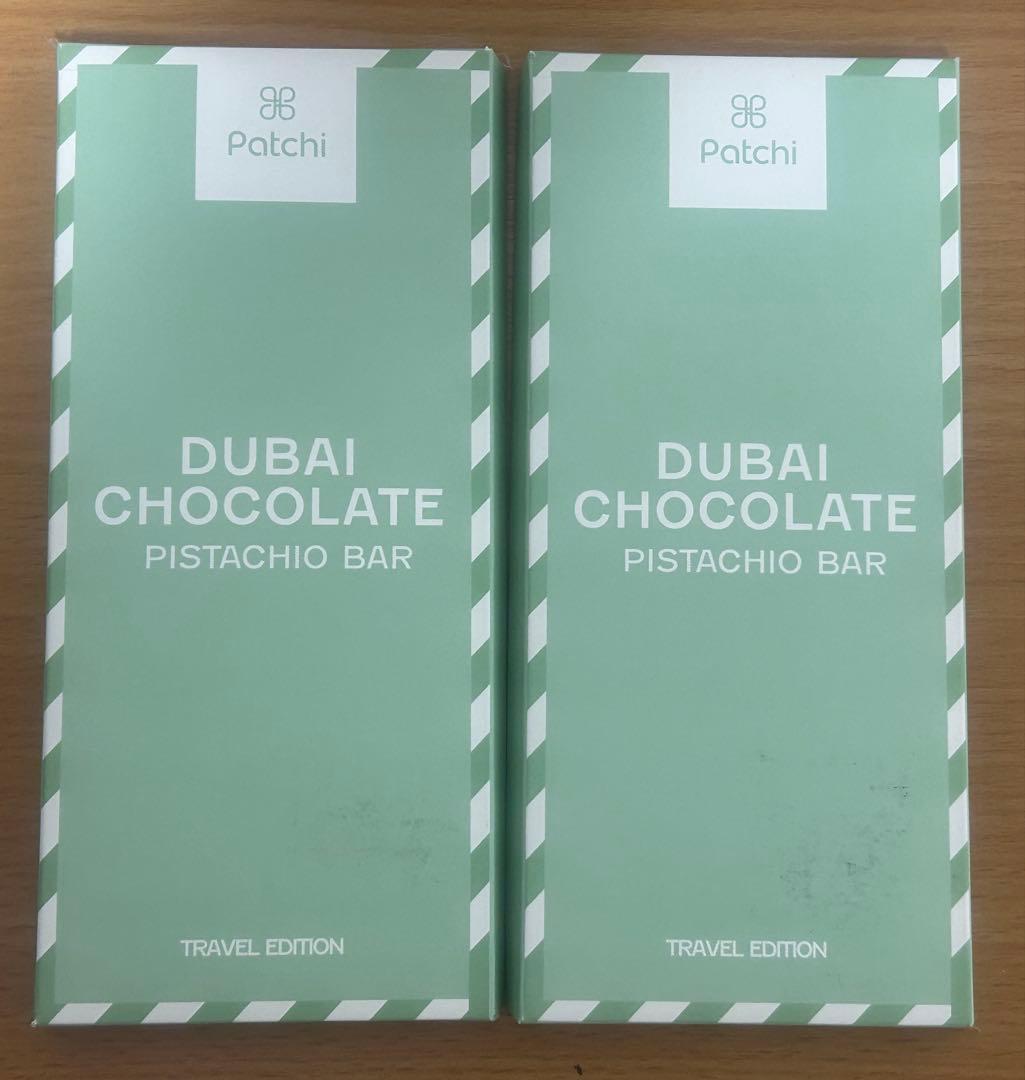 Patchi
DUBAI
CHOCOLATE
PISTACHIO BAR
TRAVEL EDITION
Patchi
DUBAI
CHOCOLATE
PISTACHIO BAR
TRAVEL EDITION